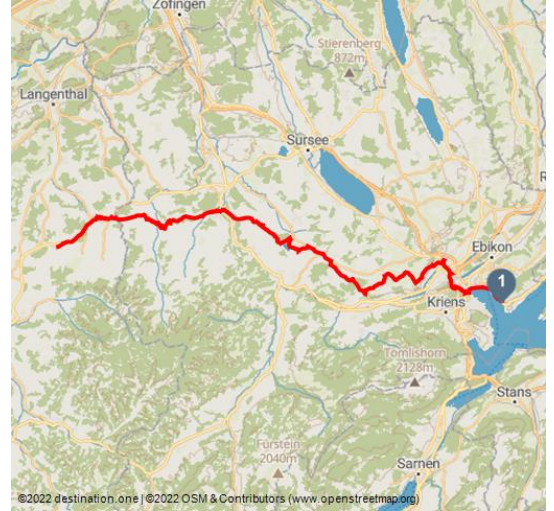 Zofingen
Stierenberg
872m
Langenthal
Sursee
R
Ebikon
1
Kriens
Tomlishorn
2128m
Stans
Fürstein
2040m
Sarnen
©2022 destination.one | ©2022 OSM & Contributors (www.openstreetmap.org)